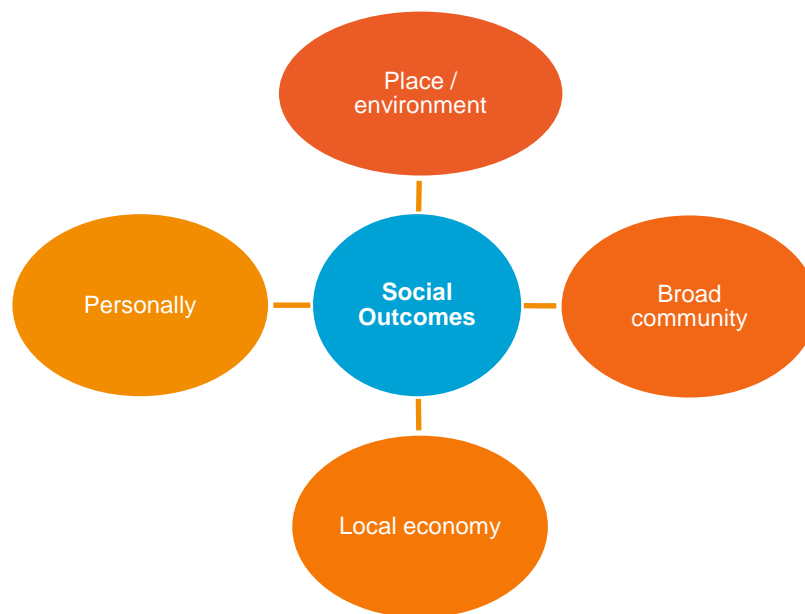 Place /
environment
Personally
Social
Outcomes
Broad
community
Local economy